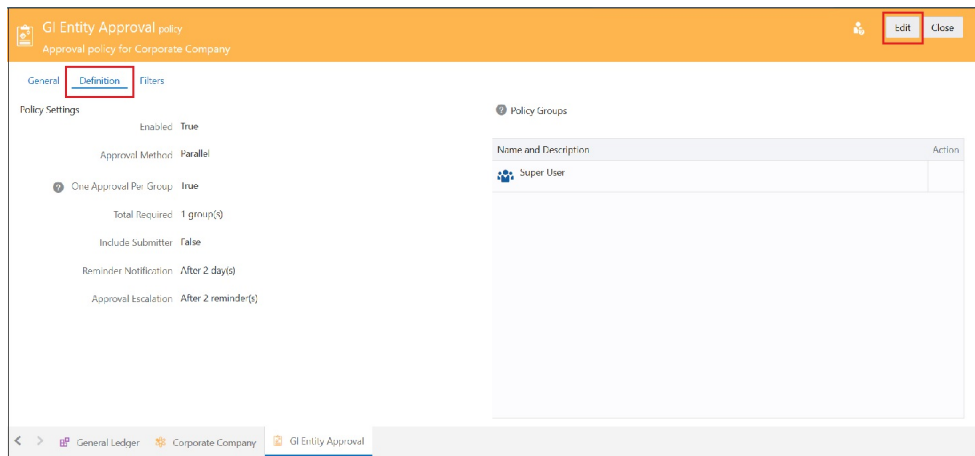 GI Entity Approval policy
Approval policy for Corporate Company
Edit Close
General Definition Filters
Policy Settings
Enabled True
Approval Method Parallel
One Approval Per Group True
Total Required 1 group(s)
Include Submitter False
Reminder Notification After 2 day(s)
Approval Escalation After 2 reminder(s)
Policy Groups
Name and Description Action
Super User
General Ledger Corporate Company GI Entity Approval